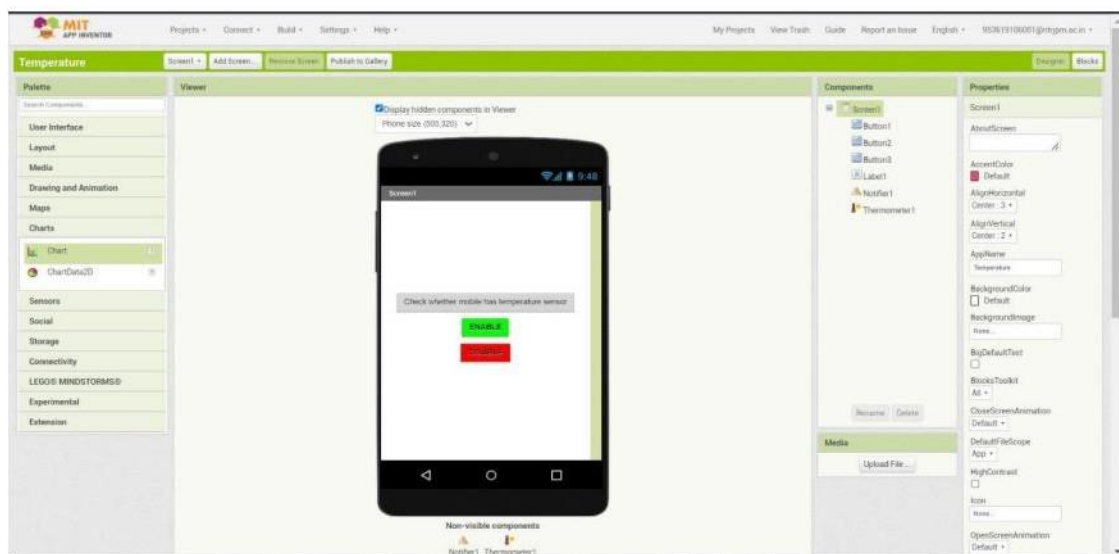 MIT
APP INVENTOR
Projects
Connect
Build
Settings
Help
My Projects
View Trash
Guide
Report an Issue
English
Temperature
Screen1
Add Screen...
Remove Screen
Publish to Gallery
Designer
Blocks
Palette
Search Components...
User Interface
Layout
Media
Drawing and Animation
Maps
Charts
Chart
ChartData2D
Sensors
Social
Storage
Connectivity
LEGO® MINDSTORMS®
Experimental
Extension
Viewer
Display hidden components in Viewer
Phone size (500,320)
9:48
Screen1
Check whether mobile has temperature sensor
ENABLE
Non-visible components
Notifier1 Thermometer1
Components
Screen1
Button1
Button2
Button3
Label1
Notifier1
Thermometer1
Rename
Delete
Media
Upload File ...
Properties
Screen1
AboutScreen
AccentColor
Default
AlignHorizontal
Center : 3
AlignVertical
Center : 2
AppName
Temperature
BackgroundColor
Default
BackgroundImage
None...
BigDefaultText
BlocksToolkit
All
CloseScreenAnimation
Default
DefaultFileScope
App
HighContrast
Icon
None...
OpenScreenAnimation
Default